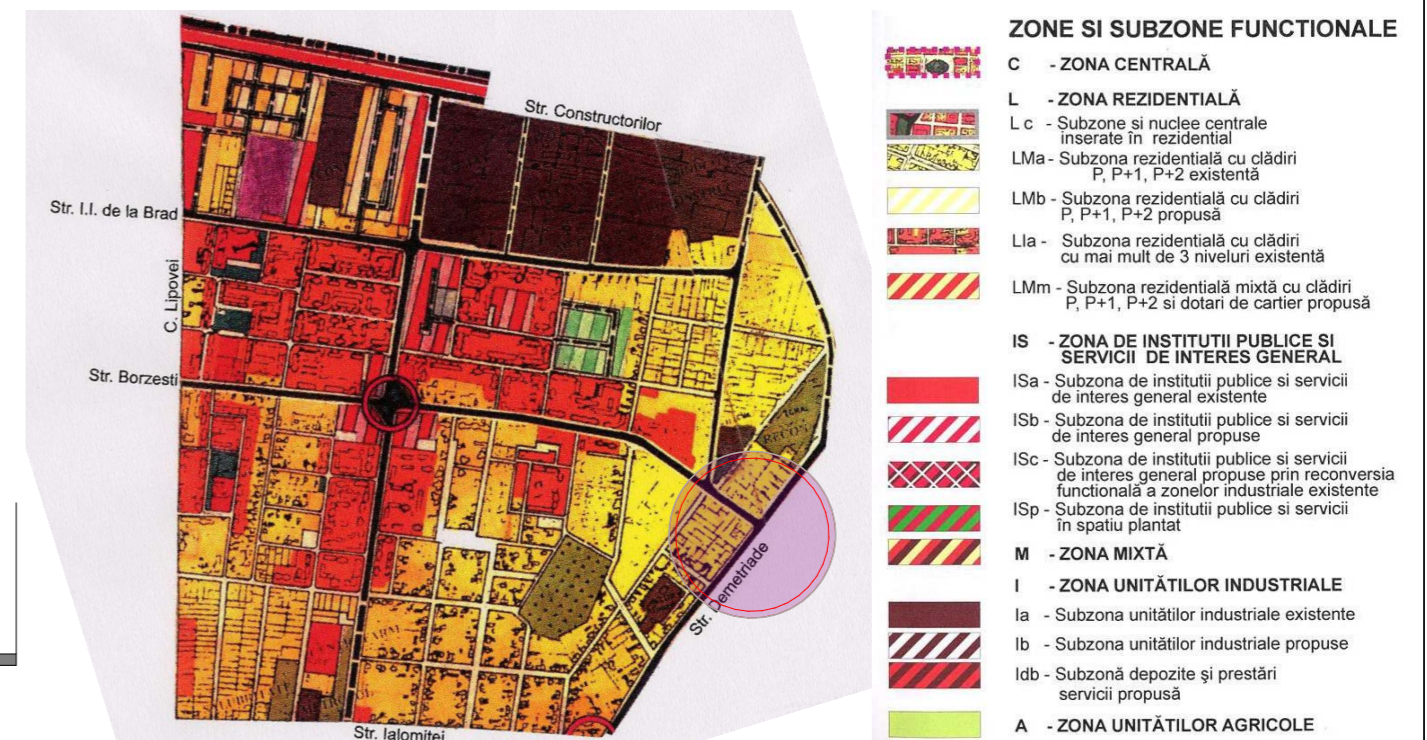 Str. Constructorilor
Str. I.I. de la Brad
C. Lipovei
Str. Borzesti
RECON
Str. Demetriade
Str. Ialomitei
ZONE SI SUBZONE FUNCTIONALE
C - ZONA CENTRALĂ
L - ZONA REZIDENTIALĂ
L c - Subzone si nuclee centrale
inserate în rezidential
LMa - Subzona rezidentială cu clădiri
P, P+1, P+2 existentă
LMb - Subzona rezidentială cu clădiri
P, P+1, P+2 propusă
LIa - Subzona rezidentială cu clădiri
cu mai mult de 3 niveluri existentă
LMm - Subzona rezidentială mixtă cu clădiri
P, P+1, P+2 si dotari de cartier propusă
IS - ZONA DE INSTITUTII PUBLICE SI
SERVICII DE INTERES GENERAL
ISa - Subzona de institutii publice si servicii
de interes general existente
ISb - Subzona de institutii publice si servicii
de interes general propuse
ISc - Subzona de institutii publice si servicii
de interes general propuse prin reconversia
functională a zonelor industriale existente
ISp - Subzona de institutii publice si servicii
în spatiu plantat
M - ZONA MIXTĂ
I - ZONA UNITĂTILOR INDUSTRIALE
Ia - Subzona unitătilor industriale existente
Ib - Subzona unitătilor industriale propuse
Idb - Subzonă depozite şi prestări
servicii propusă
A - ZONA UNITĂTILOR AGRICOLE